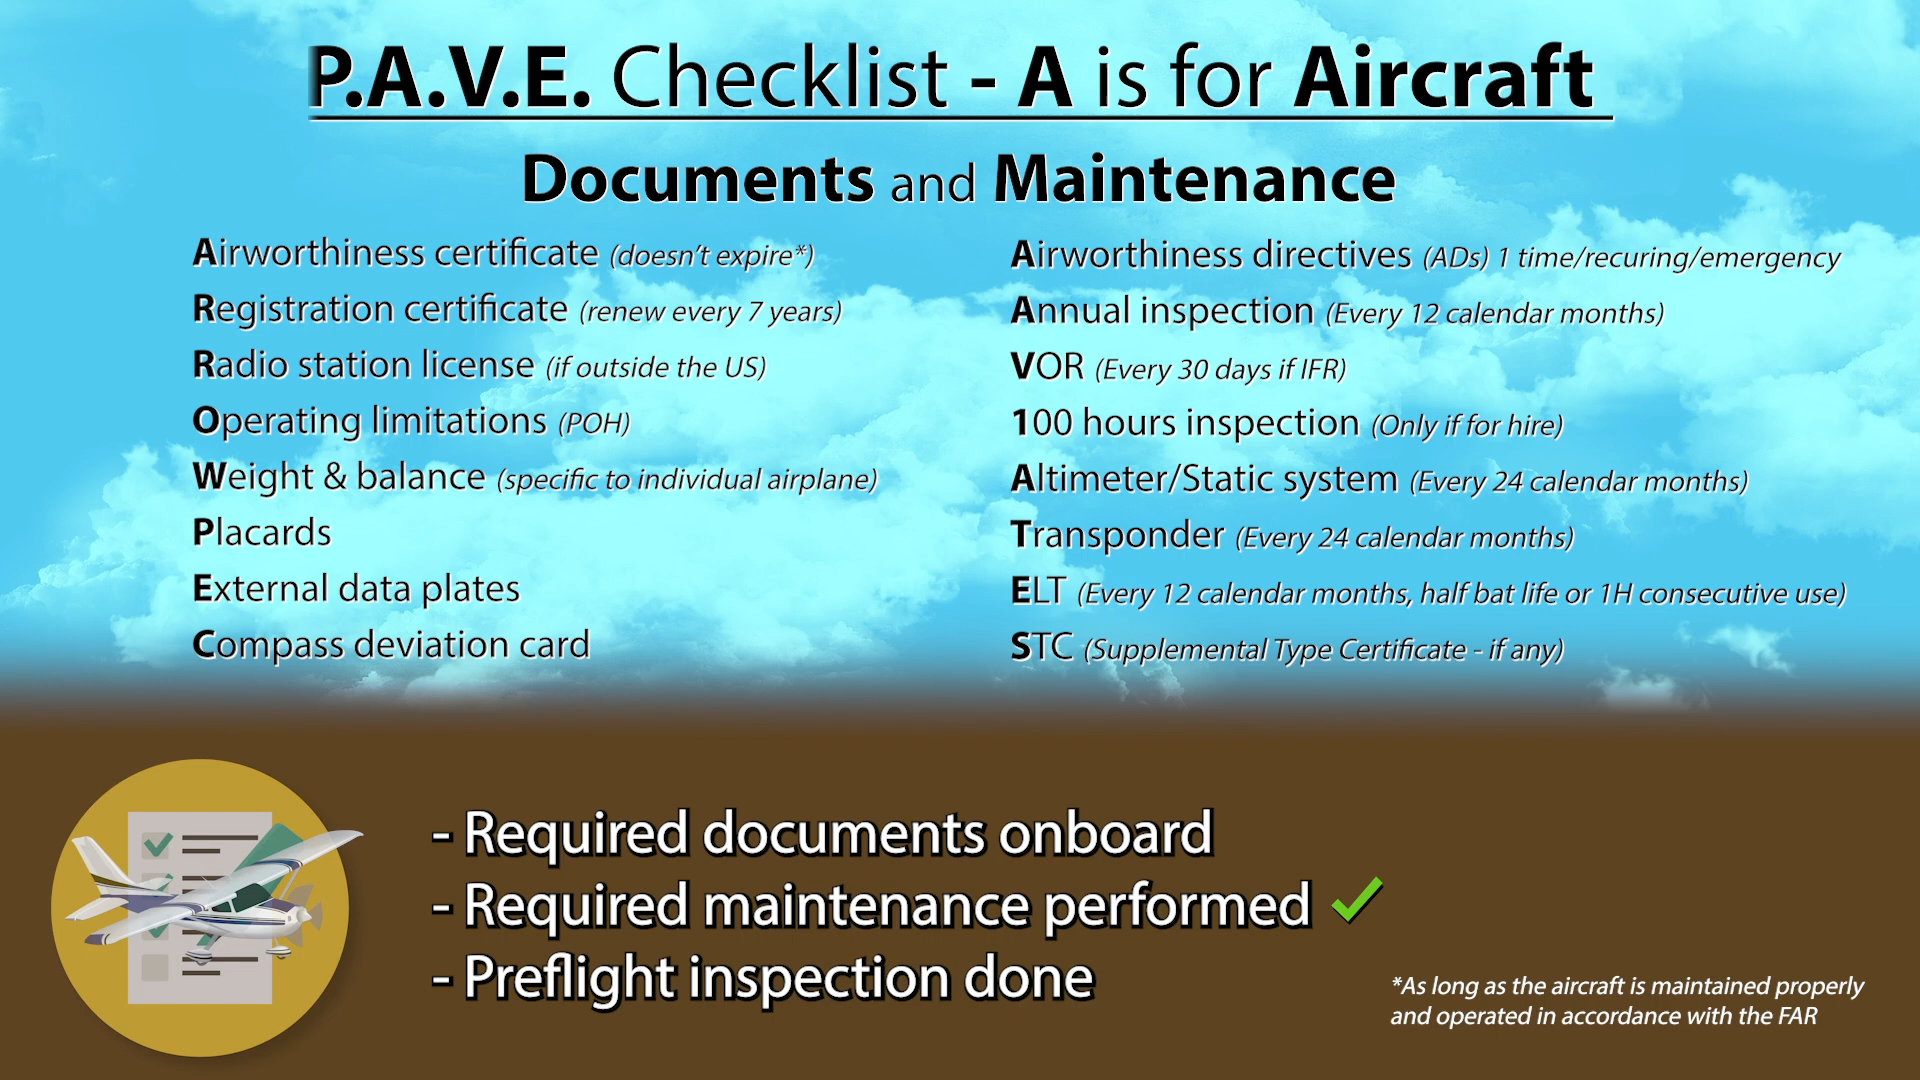 P.A.V.E. Checklist - A is for Aircraft
Documents and Maintenance
Airworthiness certificate (doesn't expire*)
Registration certificate (renew every 7 years)
Radio station license (if outside the US)
Operating limitations (POH)
Weight & balance (specific to individual airplane)
Placards
External data plates
Compass deviation card
Airworthiness directives (ADs) 1 time/recuring/emergency
Annual inspection (Every 12 calendar months)
VOR (Every 30 days if IFR)
100 hours inspection (Only if for hire)
Altimeter/Static system (Every 24 calendar months)
Transponder (Every 24 calendar months)
ELT (Every 12 calendar months, half bat life or 1H consecutive use)
STC (Supplemental Type Certificate - if any)
- Required documents onboard
- Required maintenance performed
- Preflight inspection done
*As long as the aircraft is maintained properly
and operated in accordance with the FAR